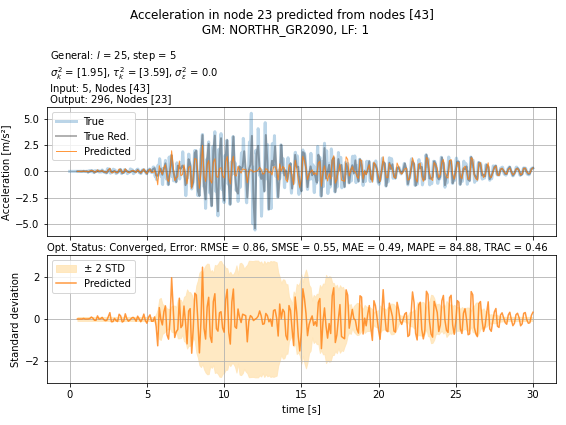 Acceleration in node 23 predicted from nodes [43]
GM: NORTHR_GR2090, LF: 1
General: l = 25, step = 5
σ²ₖ = [1.95], τ²ₖ = [3.59], σ²ε = 0.0
Input: 5, Nodes [43]
Output: 296, Nodes [23]
Acceleration [m/s²]
5.0
2.5
0.0
−2.5
−5.0
True
True Red.
Predicted
Opt. Status: Converged, Error: RMSE = 0.86, SMSE = 0.55, MAE = 0.49, MAPE = 84.88, TRAC = 0.46
Standard deviation
2
0
−2
± 2 STD
Predicted
0 5 10 15 20 25 30
time [s]